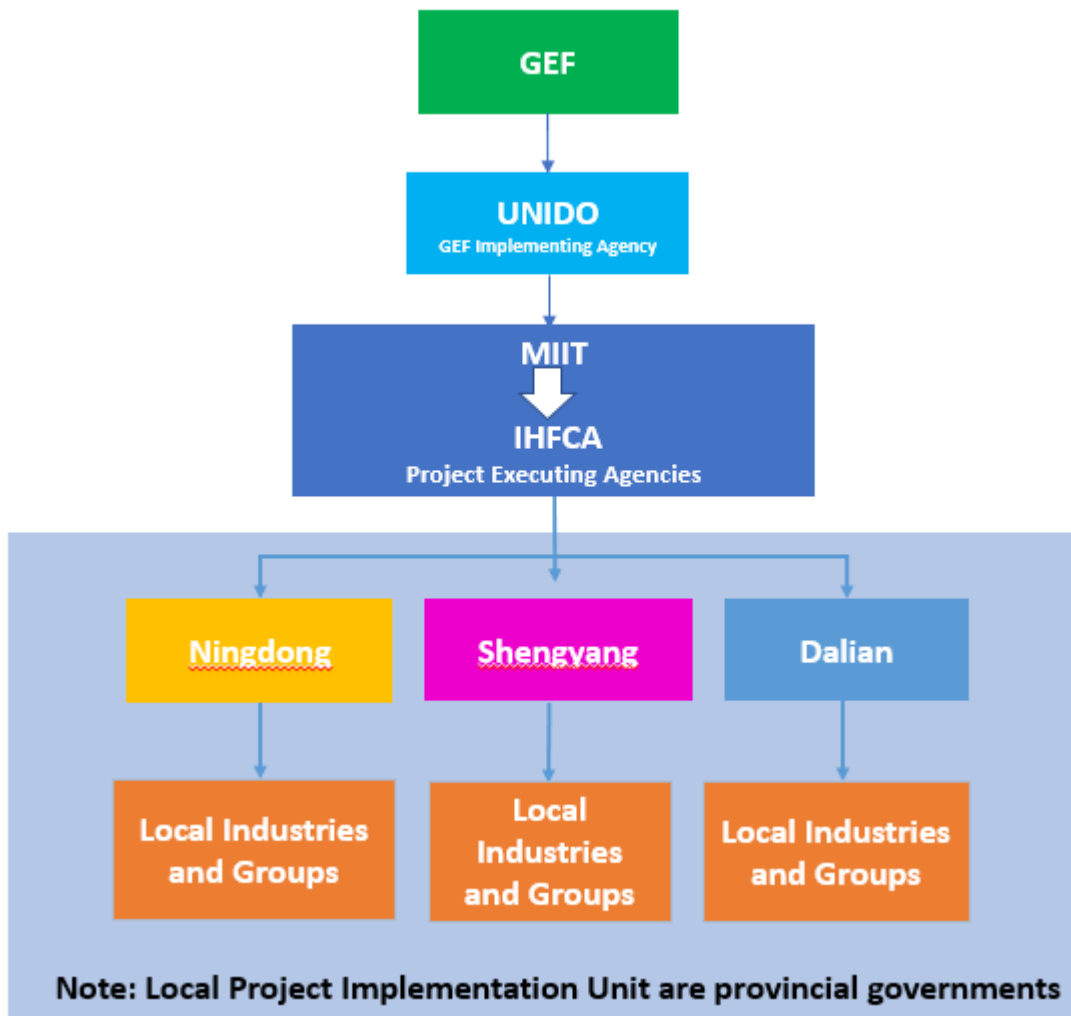 GEF
UNIDO
GEF Implementing Agency
MIIT
IHFCA
Project Executing Agencies
Ningdong
Shengyang
Dalian
Local Industries
and Groups
Local
Industries
and Groups
Local Industries
and Groups
Note: Local Project Implementation Unit are provincial governments